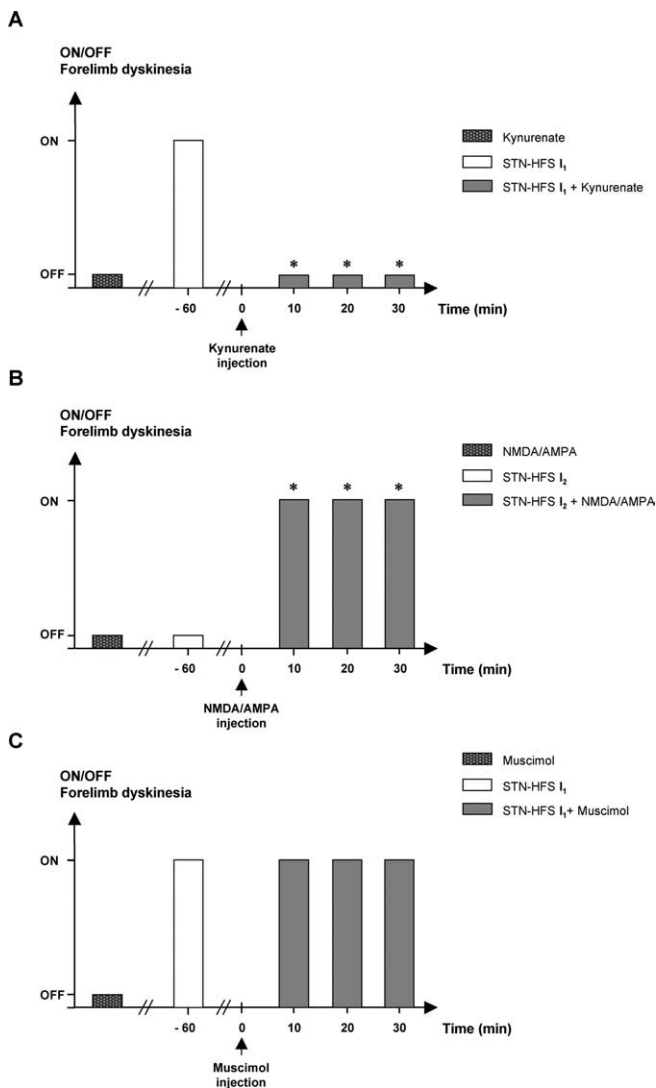 A
ON/OFF
Forelimb dyskinesia
ON
OFF
Kynurenate
STN-HFS I₁
STN-HFS I₁ + Kynurenate
* * *
- 60 0 10 20 30 Time (min)
Kynurenate
injection
B
ON/OFF
Forelimb dyskinesia
ON
OFF
NMDA/AMPA
STN-HFS I₂
STN-HFS I₂ + NMDA/AMPA
* * *
- 60 0 10 20 30 Time (min)
NMDA/AMPA
injection
C
ON/OFF
Forelimb dyskinesia
ON
OFF
Muscimol
STN-HFS I₁
STN-HFS I₁+ Muscimol
- 60 0 10 20 30 Time (min)
Muscimol
injection